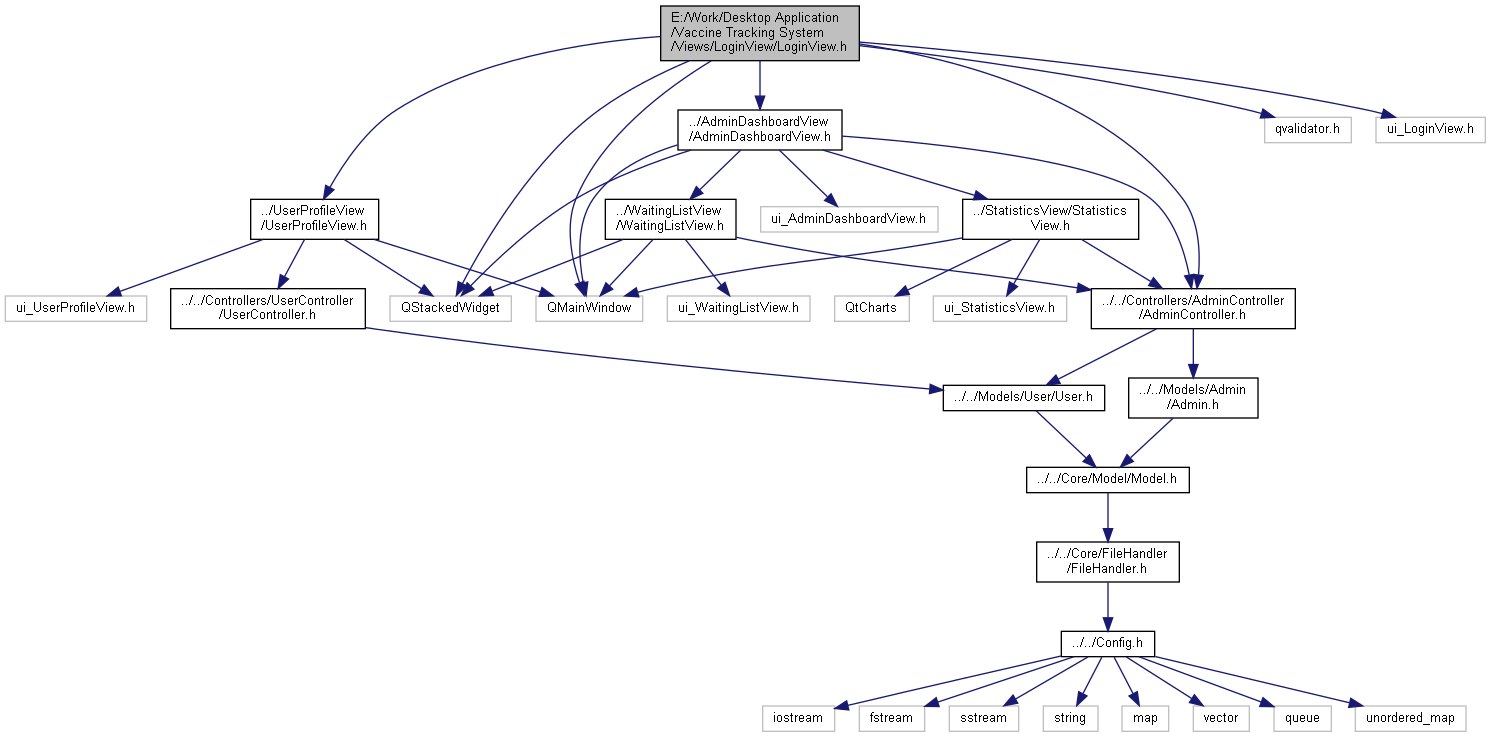 E:/Work/Desktop Application
/Vaccine Tracking System
/Views/LoginView/LoginView.h
../AdminDashboardView
/AdminDashboardView.h
qvalidator.h
ui_LoginView.h
../UserProfileView
/UserProfileView.h
../WaitingListView
/WaitingListView.h
ui_AdminDashboardView.h
../StatisticsView/Statistics
View.h
ui_UserProfileView.h
../../Controllers/UserController
/UserController.h
QStackedWidget
QMainWindow
ui_WaitingListView.h
QtCharts
ui_StatisticsView.h
../../Controllers/AdminController
/AdminController.h
../../Models/User/User.h
../../Models/Admin
/Admin.h
../../Core/Model/Model.h
../../Core/FileHandler
/FileHandler.h
../../Config.h
iostream
fstream
sstream
string
map
vector
queue
unordered_map